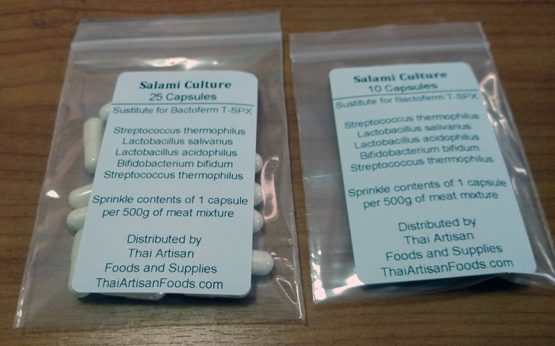 Salami Culture
25 Capsules
Sustitute for Bactoferm T-SPX
Streptococcus thermophilus
Lactobacillus salivarius
Lactobacillus acidophilus
Bifidobacterium bifidum
Streptococcus thermophilus
Sprinkle contents of 1 capsule
per 500g of meat mixture
Distributed by
Thai Artisan
Foods and Supplies
ThaiArtisanFoods.com
Salami Culture
10 Capsules
Sustitute for Bactoferm T-SPX
Streptococcus thermophilus
Lactobacillus salivarius
Lactobacillus acidophilus
Bifidobacterium bifidum
Streptococcus thermophilus
Sprinkle contents of 1 capsule
per 500g of meat mixture
Distributed by
Thai Artisan
Foods and Supplies
ThaiArtisanFoods.com